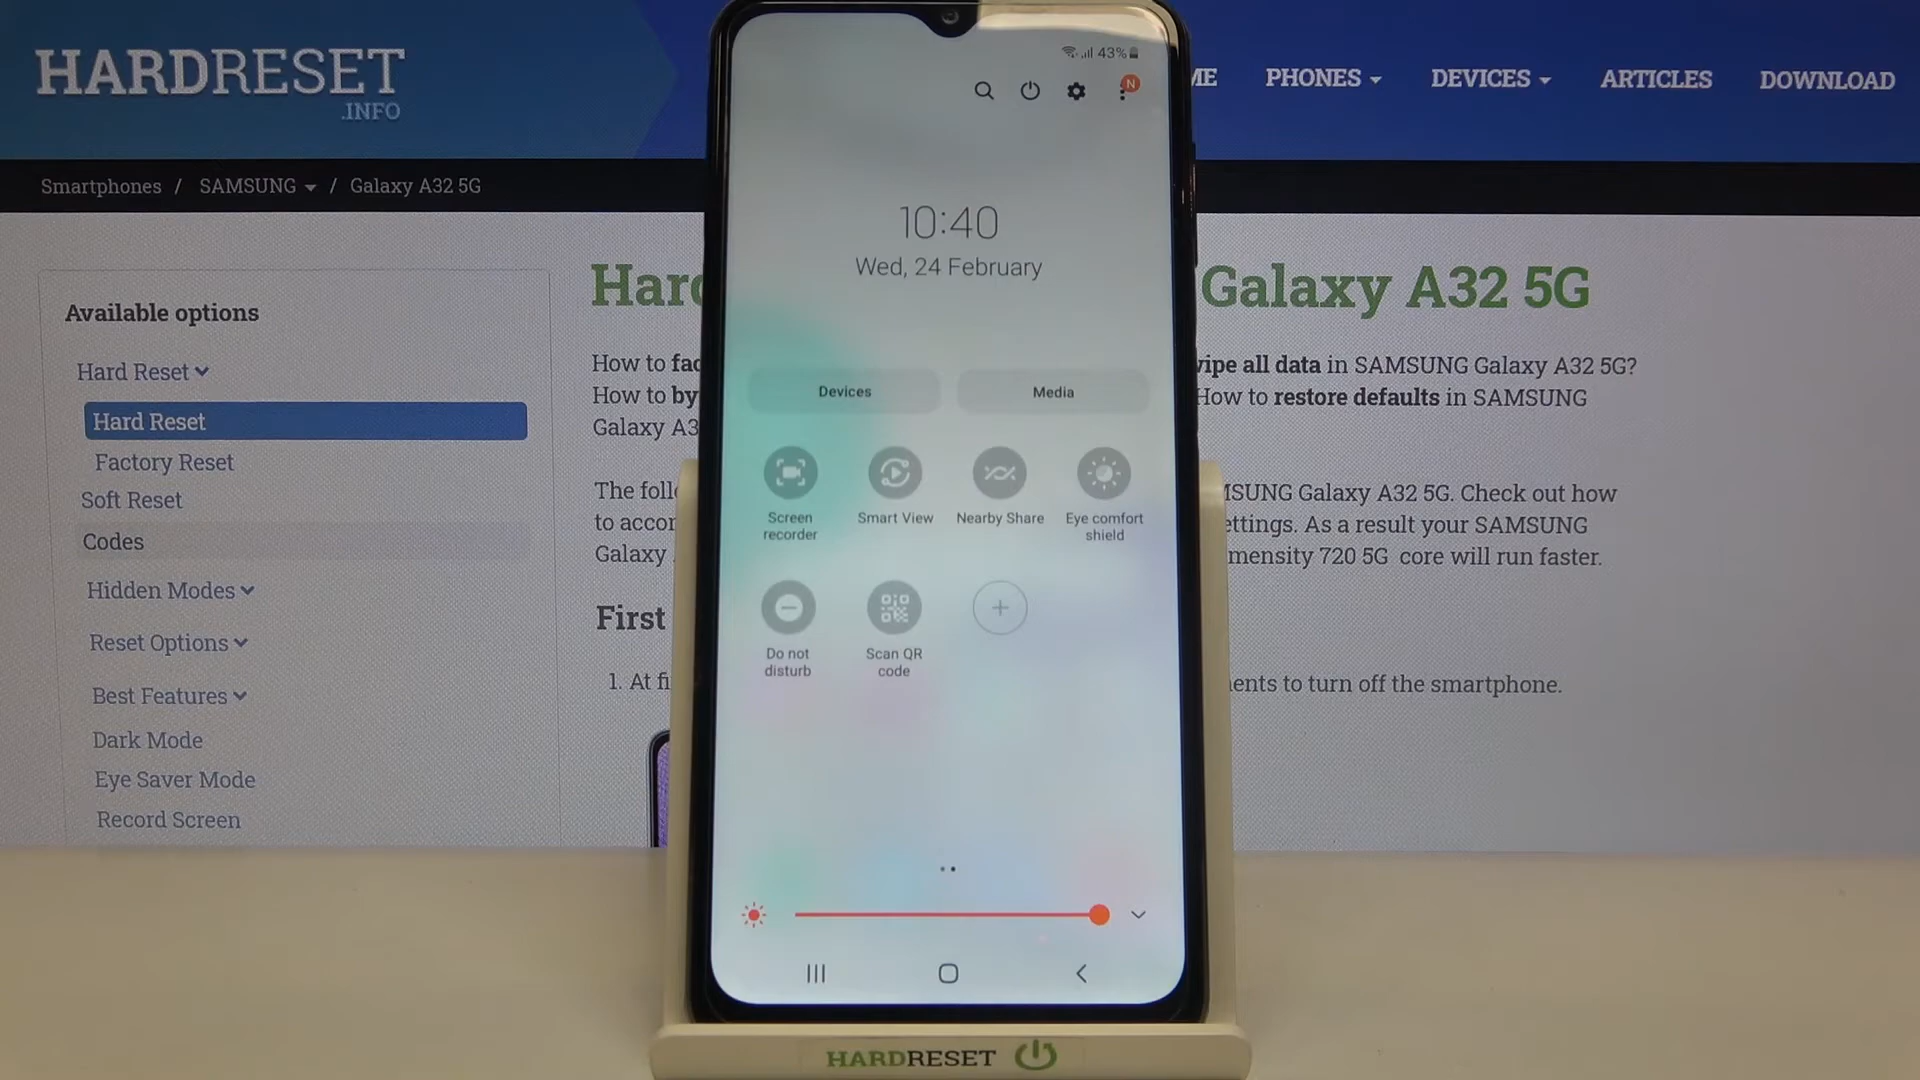 HARDRESET
.INFO
ME PHONES DEVICES ARTICLES DOWNLOAD
Smartphones / SAMSUNG / Galaxy A32 5G
Available options
Hard Reset
Hard Reset
Factory Reset
Soft Reset
Codes
Hidden Modes
Reset Options
Best Features
Dark Mode
Eye Saver Mode
Record Screen
Hard Galaxy A32 5G
How to fac wipe all data in SAMSUNG Galaxy A32 5G?
How to by How to restore defaults in SAMSUNG
Galaxy A3
The follo MSUNG Galaxy A32 5G. Check out how
to accor ettings. As a result your SAMSUNG
Galaxy mensity 720 5G core will run faster.
First
1. At fi ents to turn off the smartphone.
43%
N
10:40
Wed, 24 February
Devices Media
Screen recorder
Smart View
Nearby Share
Eye comfort shield
Do not disturb
Scan QR code
HARDRESET